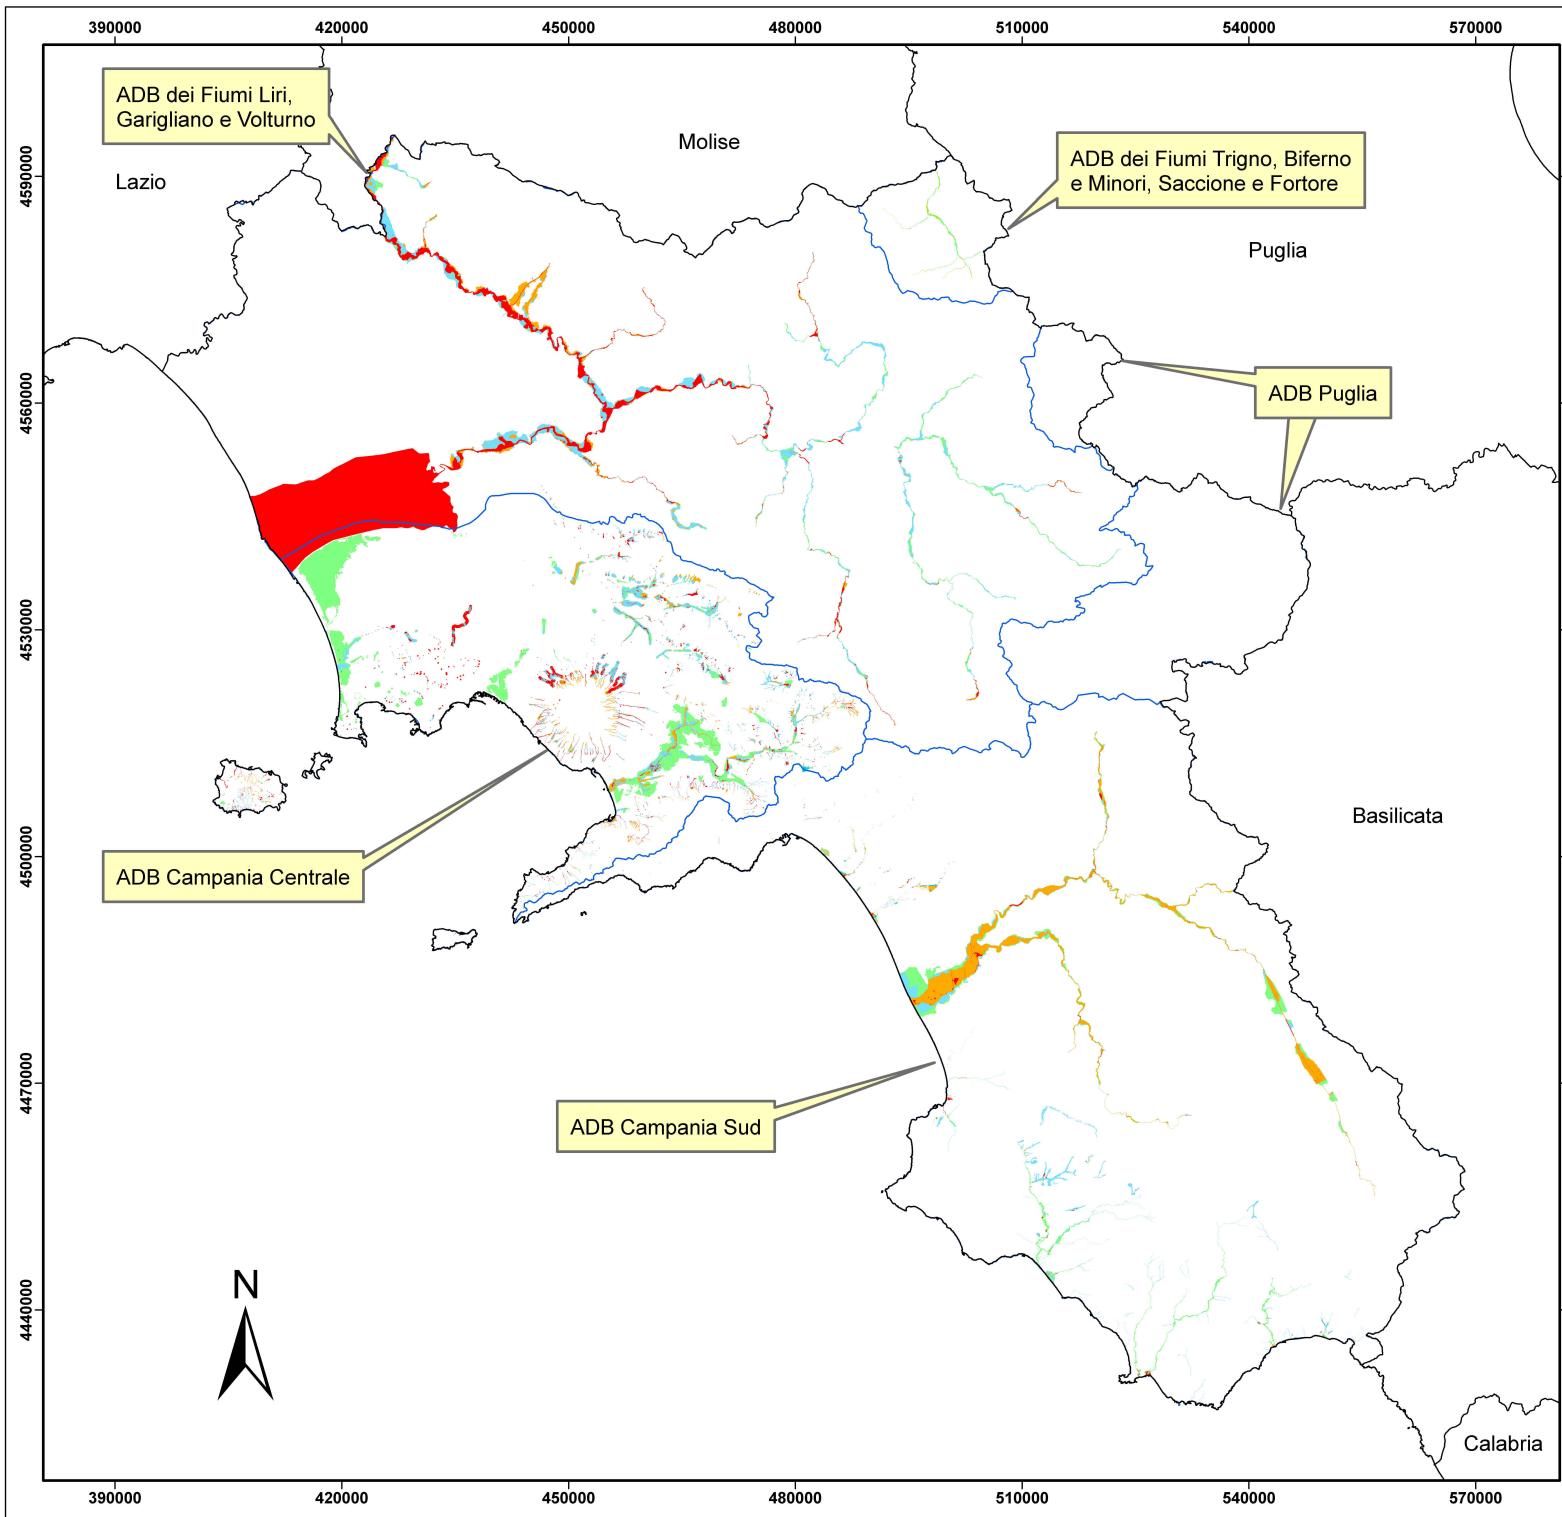 390000 420000 450000 480000 510000 540000 570000
ADB dei Fiumi Liri,
Garigliano e Volturno
Molise
ADB dei Fiumi Trigno, Biferno
e Minori, Saccione e Fortore
Lazio
4590000
Puglia
ADB Puglia
4560000
4530000
Basilicata
4500000
ADB Campania Centrale
4470000
ADB Campania Sud
N
4440000
Calabria
390000 420000 450000 480000 510000 540000 570000